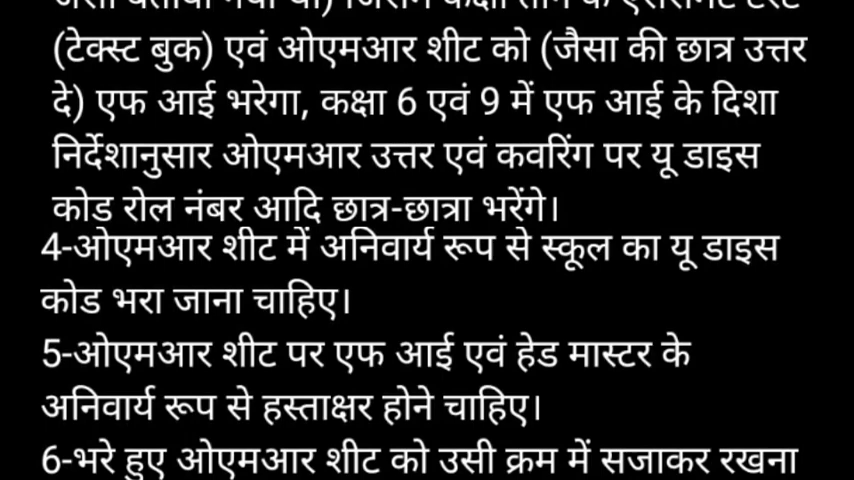 (टेक्स्ट बुक) एवं ओएमआर शीट को (जैसा की छात्र उत्तर
दे) एफ आई भरेगा, कक्षा 6 एवं 9 में एफ आई के दिशा
निर्देशानुसार ओएमआर उत्तर एवं कवरिंग पर यू डाइस
कोड रोल नंबर आदि छात्र-छात्रा भरेंगे।
4-ओएमआर शीट में अनिवार्य रूप से स्कूल का यू डाइस
कोड भरा जाना चाहिए।
5-ओएमआर शीट पर एफ आई एवं हेड मास्टर के
अनिवार्य रूप से हस्ताक्षर होने चाहिए।
6-भरे हुए ओएमआर शीट को उसी क्रम में सजाकर रखना